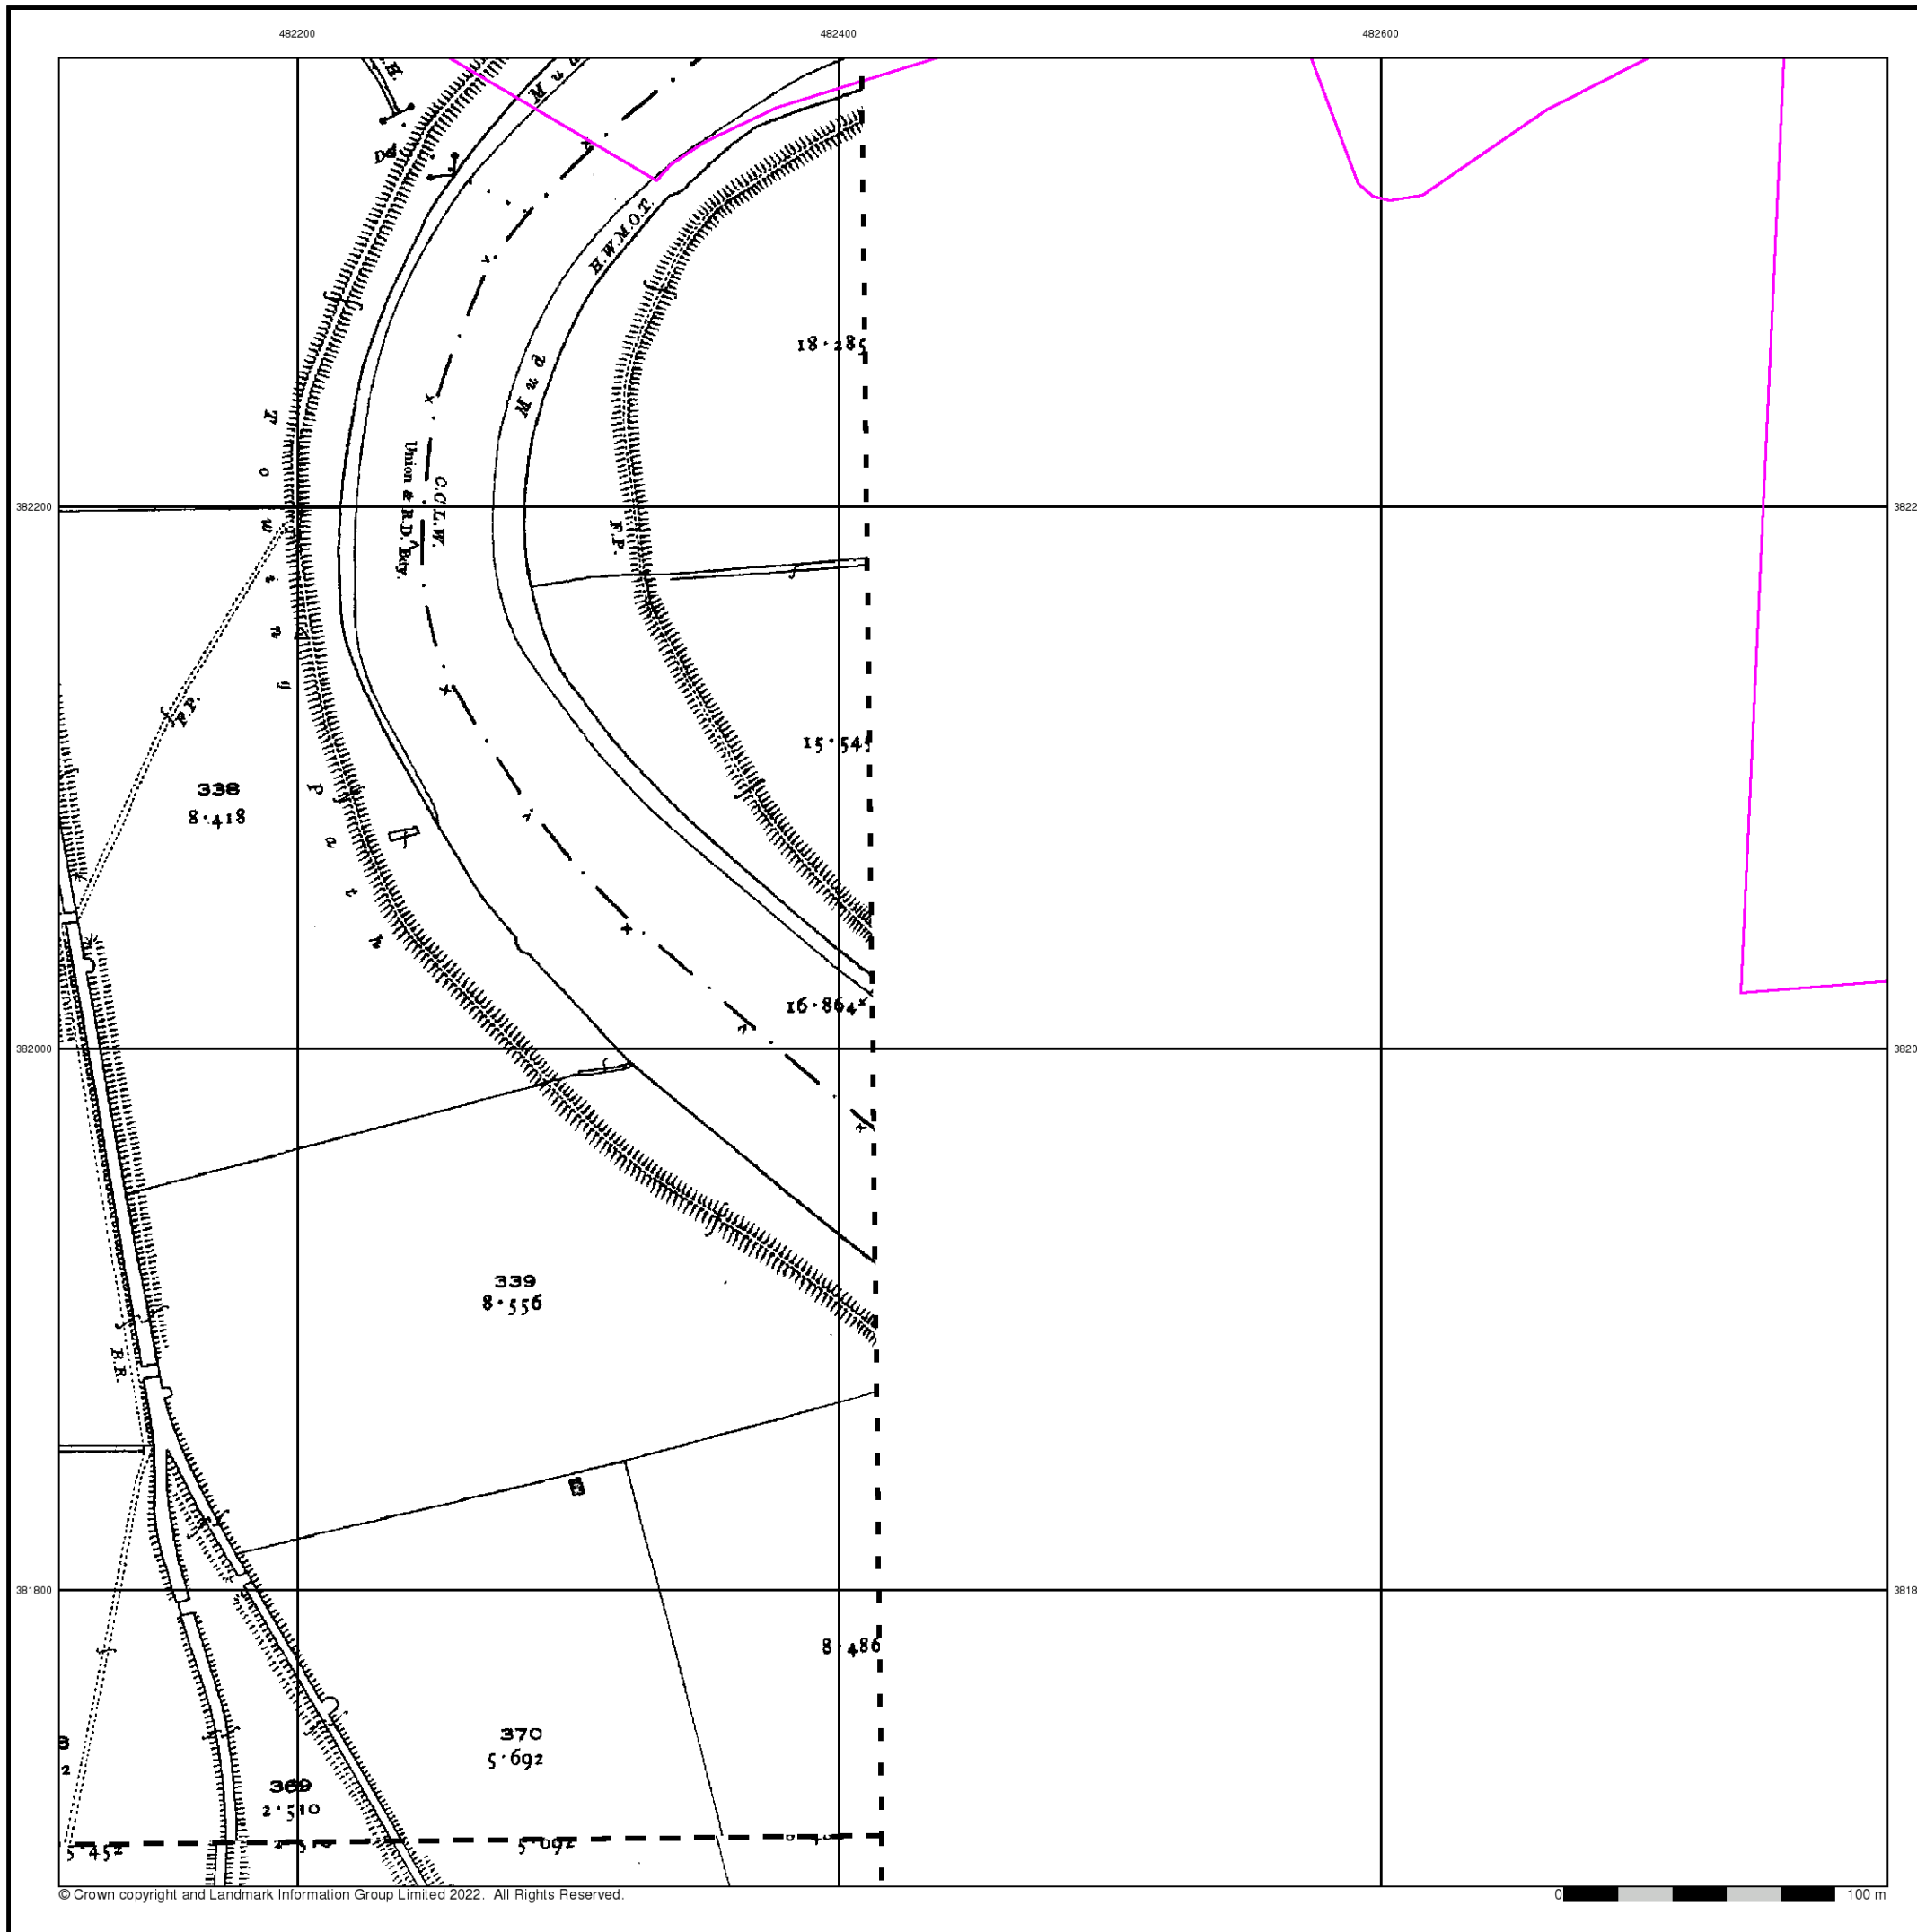 482200 482400 482600
H.
M u
D
H.W.M.O.T.
18·285
M u d
T o w i n g P a t h
C.C.L.W.
Union & R.D. Bdy.
F.P.
382200
F.P.
15·545
338
8·418
16·864
382000
339
8·556
B.R.
381800
8·486
370
5·692
369
2·510
5·452
5·692
© Crown copyright and Landmark Information Group Limited 2022. All Rights Reserved.
0 100 m